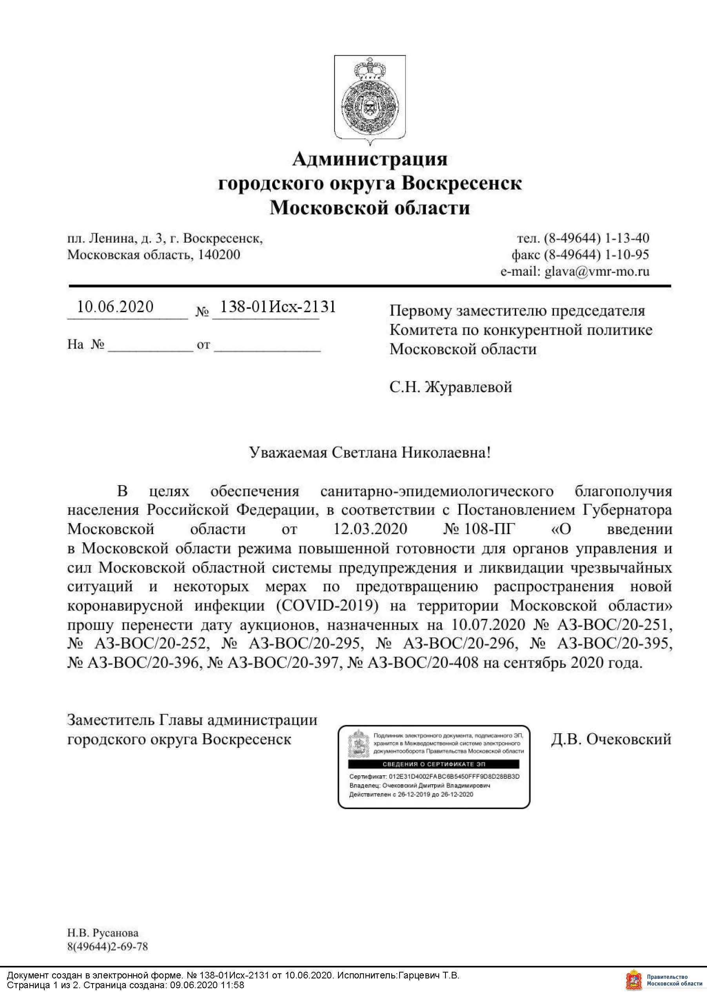 Администрация
городского округа Воскресенск
Московской области
пл. Ленина, д. 3, г. Воскресенск,
Московская область, 140200
тел. (8-49644) 1-13-40
факс (8-49644) 1-10-95
e-mail: glava@vmr-mo.ru
10.06.2020 № 138-01Исх-2131
На № ____________ от _______________
Первому заместителю председателя
Комитета по конкурентной политике
Московской области
С.Н. Журавлевой
Уважаемая Светлана Николаевна!
В целях обеспечения санитарно-эпидемиологического благополучия
населения Российской Федерации, в соответствии с Постановлением Губернатора
Московской области от 12.03.2020 № 108-ПГ «О введении
в Московской области режима повышенной готовности для органов управления и
сил Московской областной системы предупреждения и ликвидации чрезвычайных
ситуаций и некоторых мерах по предотвращению распространения новой
коронавирусной инфекции (COVID-2019) на территории Московской области»
прошу перенести дату аукционов, назначенных на 10.07.2020 № АЗ-ВОС/20-251,
№ АЗ-ВОС/20-252, № АЗ-ВОС/20-295, № АЗ-ВОС/20-296, № АЗ-ВОС/20-395,
№ АЗ-ВОС/20-396, № АЗ-ВОС/20-397, № АЗ-ВОС/20-408 на сентябрь 2020 года.
Заместитель Главы администрации
городского округа Воскресенск
Подлинник электронного документа, подписанного ЭП,
хранится в Межведомственной системе электронного
документооборота Правительства Московской области
СВЕДЕНИЯ О СЕРТИФИКАТЕ ЭП
Сертификат: 012E31D4002FABC6B5450FFF9D8D28BB3D
Владелец: Очековский Дмитрий Владимирович
Действителен с 26-12-2019 до 26-12-2020
Д.В. Очековский
Н.В. Русанова
8(49644)2-69-78
Документ создан в электронной форме. № 138-01Исх-2131 от 10.06.2020. Исполнитель:Гарцевич Т.В.
Страница 1 из 2. Страница создана: 09.06.2020 11:58
Правительство
Московской области